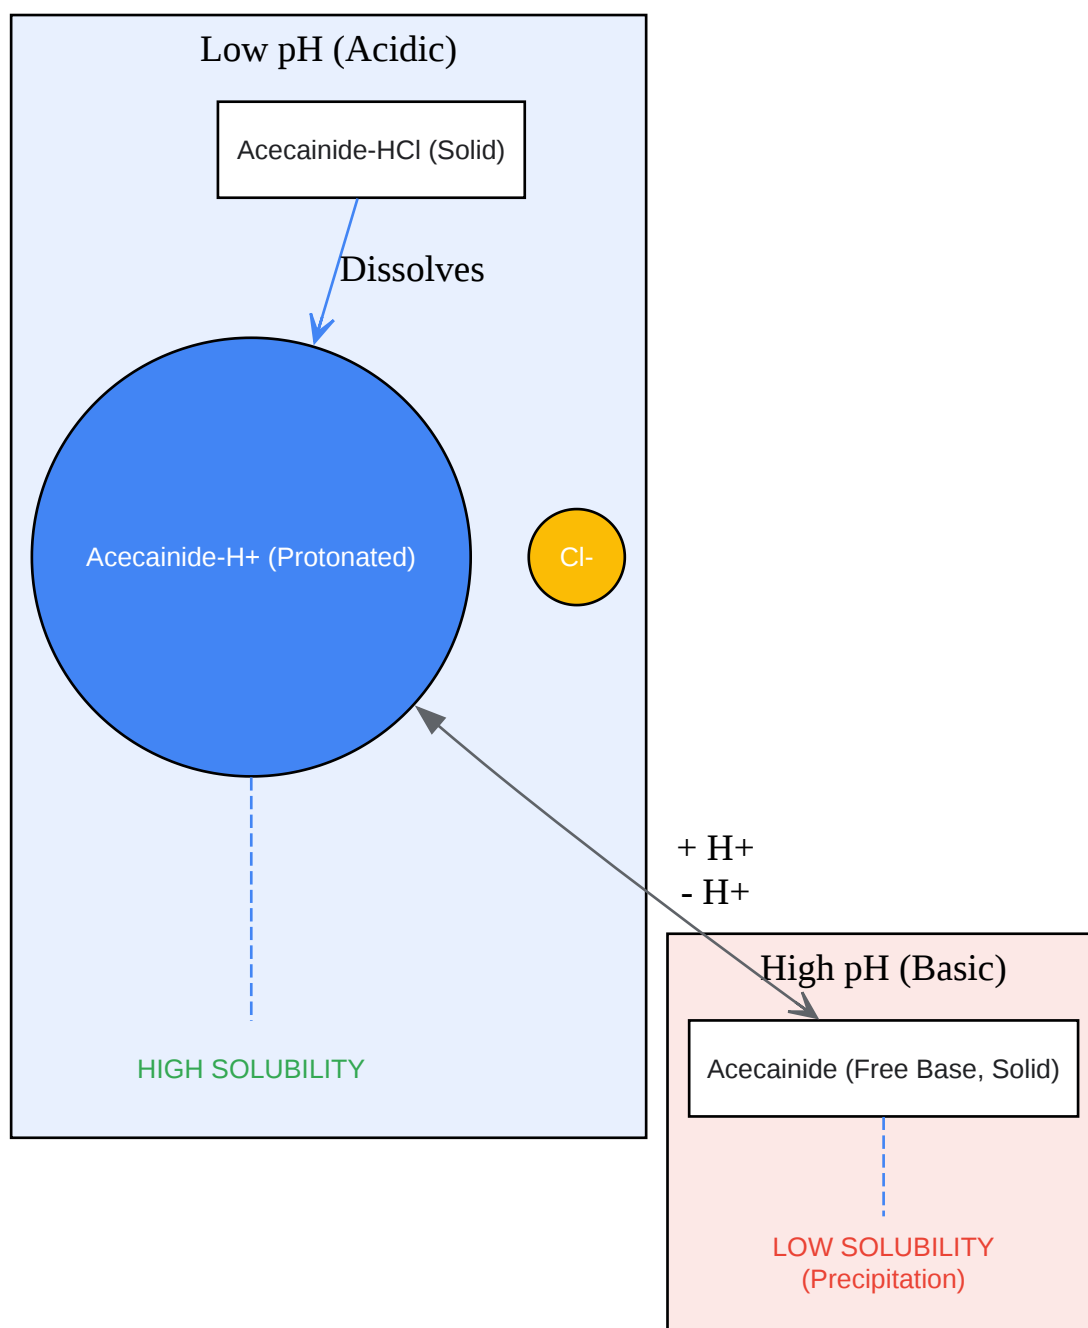 Low pH (Acidic)
Acecainide-HCl (Solid)
Dissolves
Acecainide-H+ (Protonated)
Cl-
+ H+
- H+
High pH (Basic)
HIGH SOLUBILITY
Acecainide (Free Base, Solid)
LOW SOLUBILITY
(Precipitation)